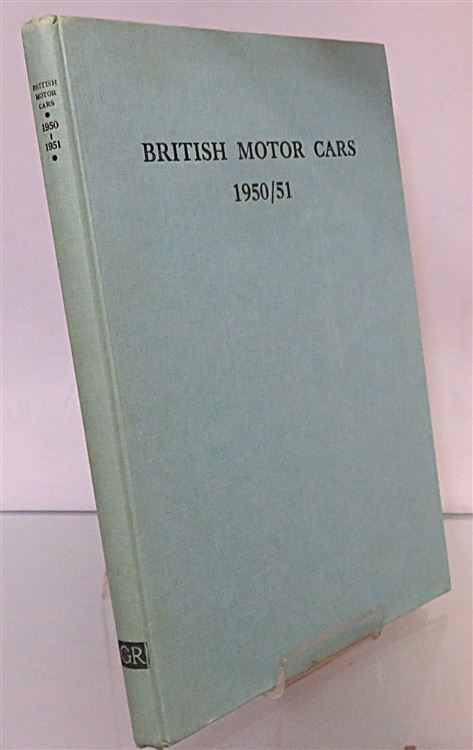 BRITISH MOTOR CARS
1950/51
BRITISH
MOTOR
CARS
•
1950
-
1951
•
GR